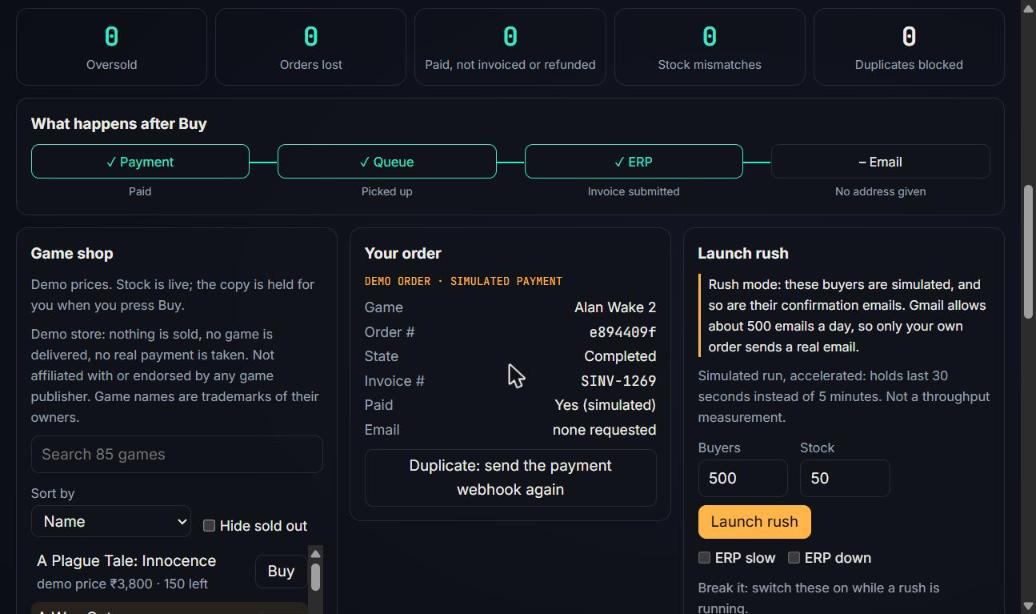 0
Oversold
0
Orders lost
0
Paid, not invoiced or refunded
0
Stock mismatches
0
Duplicates blocked
What happens after Buy
✓ Payment
Paid
✓ Queue
Picked up
✓ ERP
Invoice submitted
– Email
No address given
Game shop
Demo prices. Stock is live; the copy is held for
you when you press Buy.
Demo store: nothing is sold, no game is
delivered, no real payment is taken. Not
affiliated with or endorsed by any game
publisher. Game names are trademarks of their
owners.
Search 85 games
Sort by
Name
Hide sold out
A Plague Tale: Innocence
demo price ₹3,800 · 150 left
Buy
Your order
DEMO ORDER · SIMULATED PAYMENT
Game Alan Wake 2
Order # e894409f
State Completed
Invoice # SINV-1269
Paid Yes (simulated)
Email none requested
Duplicate: send the payment
webhook again
Launch rush
Rush mode: these buyers are simulated, and
so are their confirmation emails. Gmail allows
about 500 emails a day, so only your own
order sends a real email.
Simulated run, accelerated: holds last 30
seconds instead of 5 minutes. Not a throughput
measurement.
Buyers Stock
500 50
Launch rush
ERP slow ERP down
Break it: switch these on while a rush is
running.